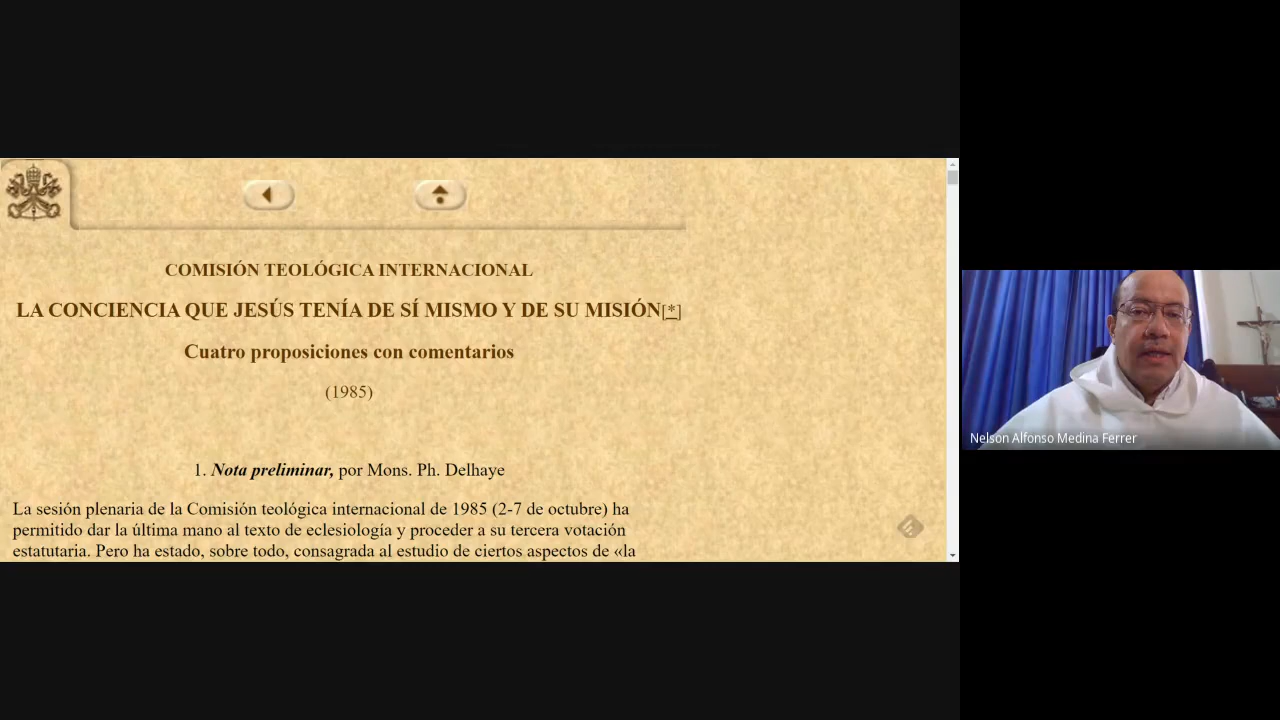 COMISIÓN TEOLÓGICA INTERNACIONAL
LA CONCIENCIA QUE JESÚS TENÍA DE SÍ MISMO Y DE SU MISIÓN[*]
Cuatro proposiciones con comentarios
(1985)
1. Nota preliminar, por Mons. Ph. Delhaye
La sesión plenaria de la Comisión teológica internacional de 1985 (2-7 de octubre) ha
permitido dar la última mano al texto de eclesiología y proceder a su tercera votación
estatutaria. Pero ha estado, sobre todo, consagrada al estudio de ciertos aspectos de «la
Nelson Alfonso Medina Ferrer